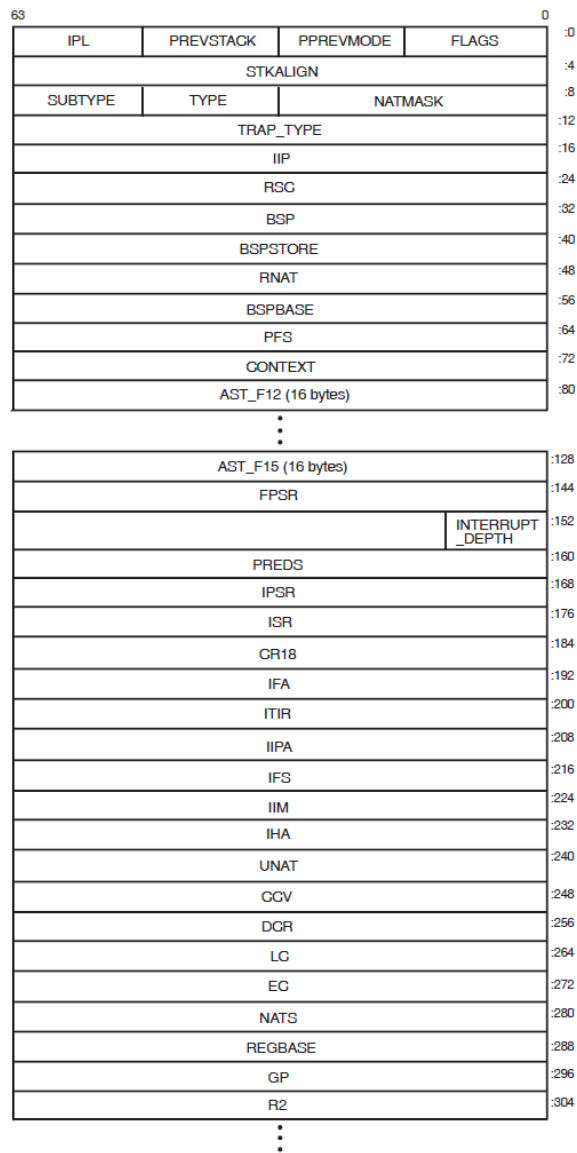 63 0
IPL PREVSTACK PPREVMODE FLAGS :0
STKALIGN :4
SUBTYPE TYPE NATMASK :8
TRAP_TYPE :12
IIP :16
RSC :24
BSP :32
BSPSTORE :40
RNAT :48
BSPBASE :56
PFS :64
CONTEXT :72
AST_F12 (16 bytes) :80
AST_F15 (16 bytes) :128
FPSR :144
INTERRUPT :152
_DEPTH
PREDS :160
IPSR :168
ISR :176
CR18 :184
IFA :192
ITIR :200
IIPA :208
IFS :216
IIM :224
IHA :232
UNAT :240
CCV :248
DCR :256
LC :264
EC :272
NATS :280
REGBASE :288
GP :296
R2 :304